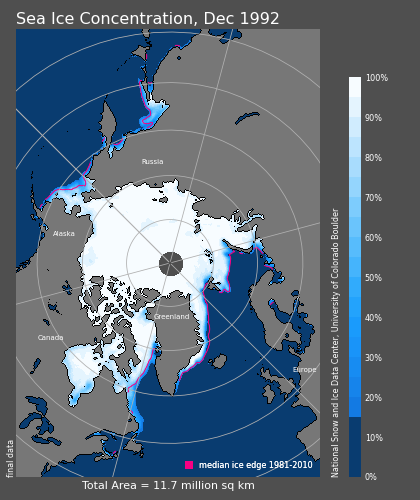 Sea Ice Concentration, Dec 1992
100%
90%
80%
70%
60%
50%
40%
30%
20%
10%
0%
Russia
Alaska
Greenland
Canada
Europe
median ice edge 1981-2010
Total Area = 11.7 million sq km
final data
National Snow and Ice Data Center, University of Colorado Boulder